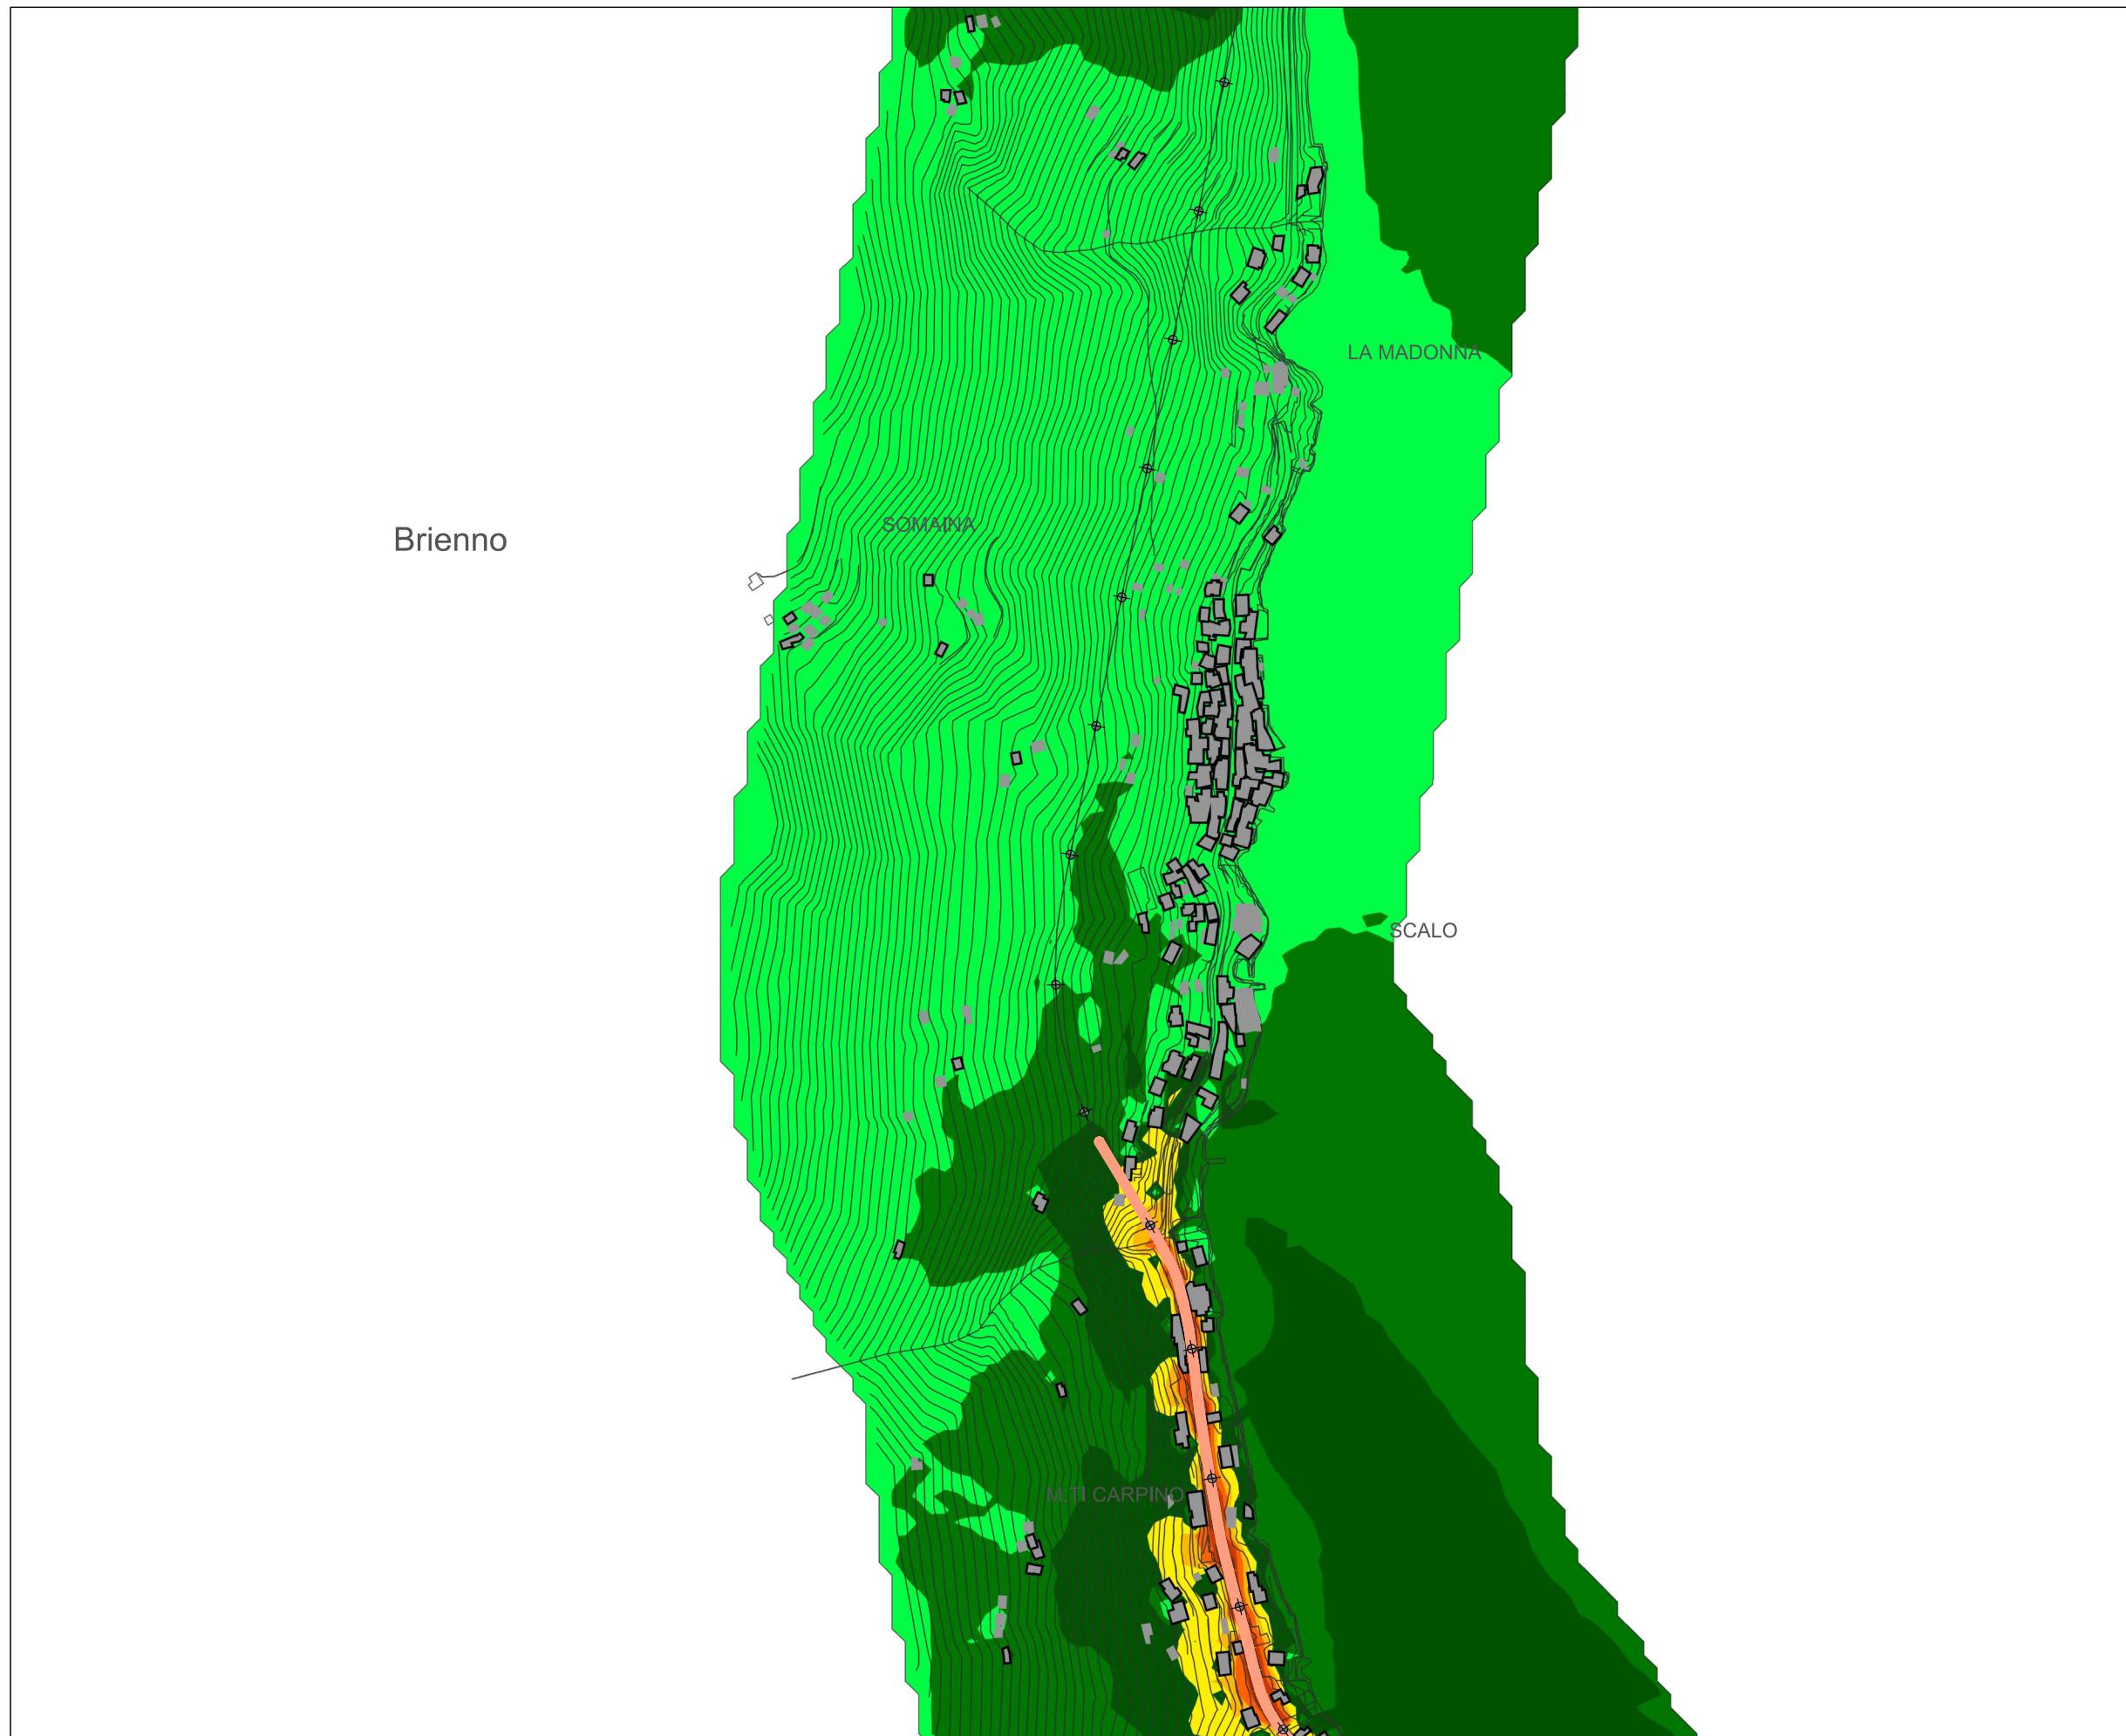 LA MADONNA
SOMAINA
Brienno
SCALO
M.TI CARPINO